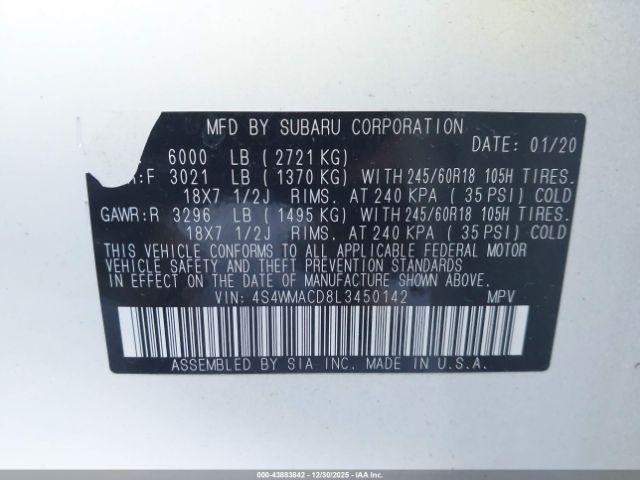 MFD BY SUBARU CORPORATION
DATE: 01/20
6000 LB ( 2721 KG)
:F 3021 LB ( 1370 KG) WITH 245/60R18 105H TIRES.
18X7 1/2J RIMS. AT 240 KPA ( 35 PSI) COLD
GAWR:R 3296 LB ( 1495 KG) WITH 245/60R18 105H TIRES.
18X7 1/2J RIMS. AT 240 KPA ( 35 PSI) COLD
THIS VEHICLE CONFORMS TO ALL APPLICABLE FEDERAL MOTOR
VEHICLE SAFETY AND THEFT PREVENTION STANDARDS
IN EFFECT ON THE DATE OF MANUFACTURE SHOWN ABOVE.
VIN: 4S4WMACD8L3450142 MPV
ASSEMBLED BY SIA INC. MADE IN U.S.A.
000-43883842 - 12/30/2025 - Copyright © IAA, LLC